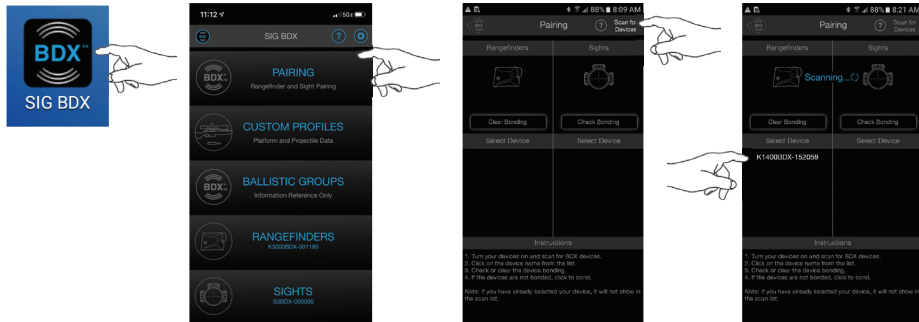 BDX™
SIG BDX
11:12
5G E
SIG BDX
?
BDX
PAIRING
Rangefinder and Sight Pairing
CUSTOM PROFILES
Platform and Projectile Data
BDX
BALLISTIC GROUPS
Information Reference Only
RANGEFINDERS
K3000BDX-001195
SIGHTS
S3BDX-000006
88% 8:09 AM
Pairing
?
Scan for
Devices
Rangefinders Sights
Clear Bonding Check Bonding
Select Device Select Device
Instructions
1. Turn your devices on and scan for BDX devices.
2. Click on the device name from the list.
3. Check or clear the device bonding.
4. If the devices are not bonded, click to bond.
Note: If you have already selected your device, it will not show in
the scan list.
88% 8:21 AM
Pairing
?
Scan for
Devices
Rangefinders Sights
Scanning...
Clear Bonding Check Bonding
Select Device Select Device
K1400BDX-152059
Instructions
1. Turn your devices on and scan for BDX devices.
2. Click on the device name from the list.
3. Check or clear the device bonding.
4. If the devices are not bonded, click to bond.
Note: If you have already selected your device, it will not show in
the scan list.